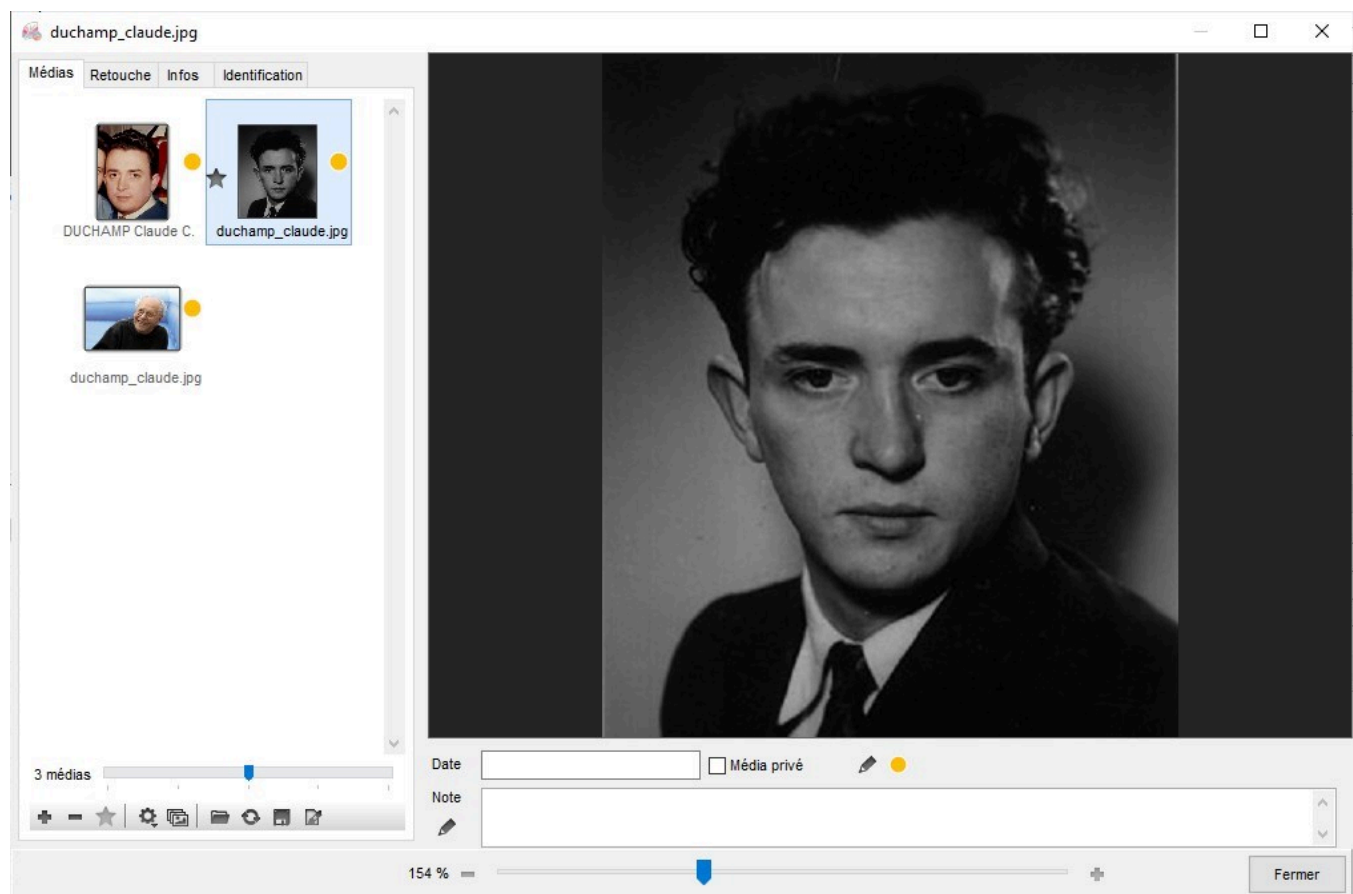 duchamp_claude.jpg
Médias Retouche Infos Identification
DUCHAMP Claude C.
duchamp_claude.jpg
duchamp_claude.jpg
3 médias
Date
Média privé
Note
154 %
Fermer